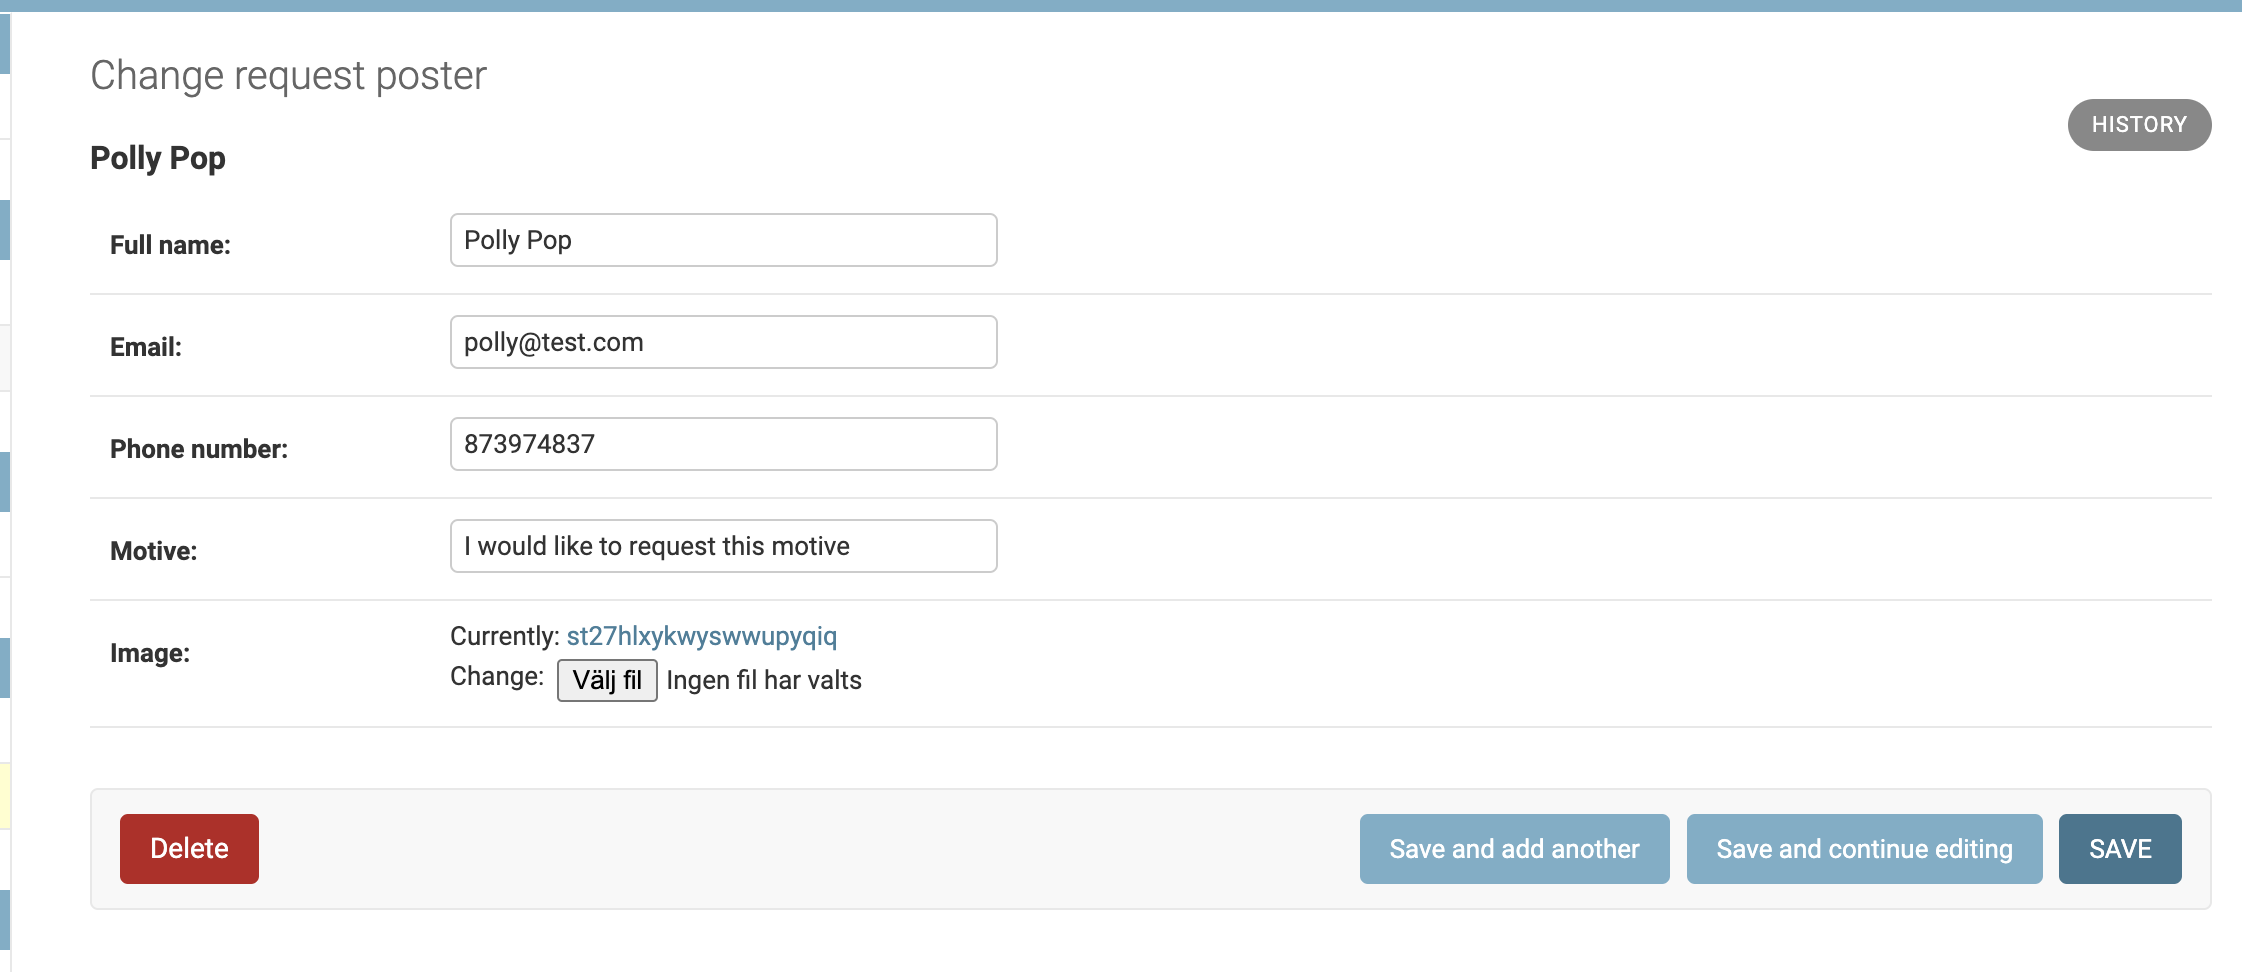 Change request poster
HISTORY
Polly Pop
Full name: Polly Pop
Email: polly@test.com
Phone number: 873974837
Motive: I would like to request this motive
Image: Currently: st27hlxykwyswwupyqiq
Change: Välj fil Ingen fil har valts
Delete Save and add another Save and continue editing SAVE